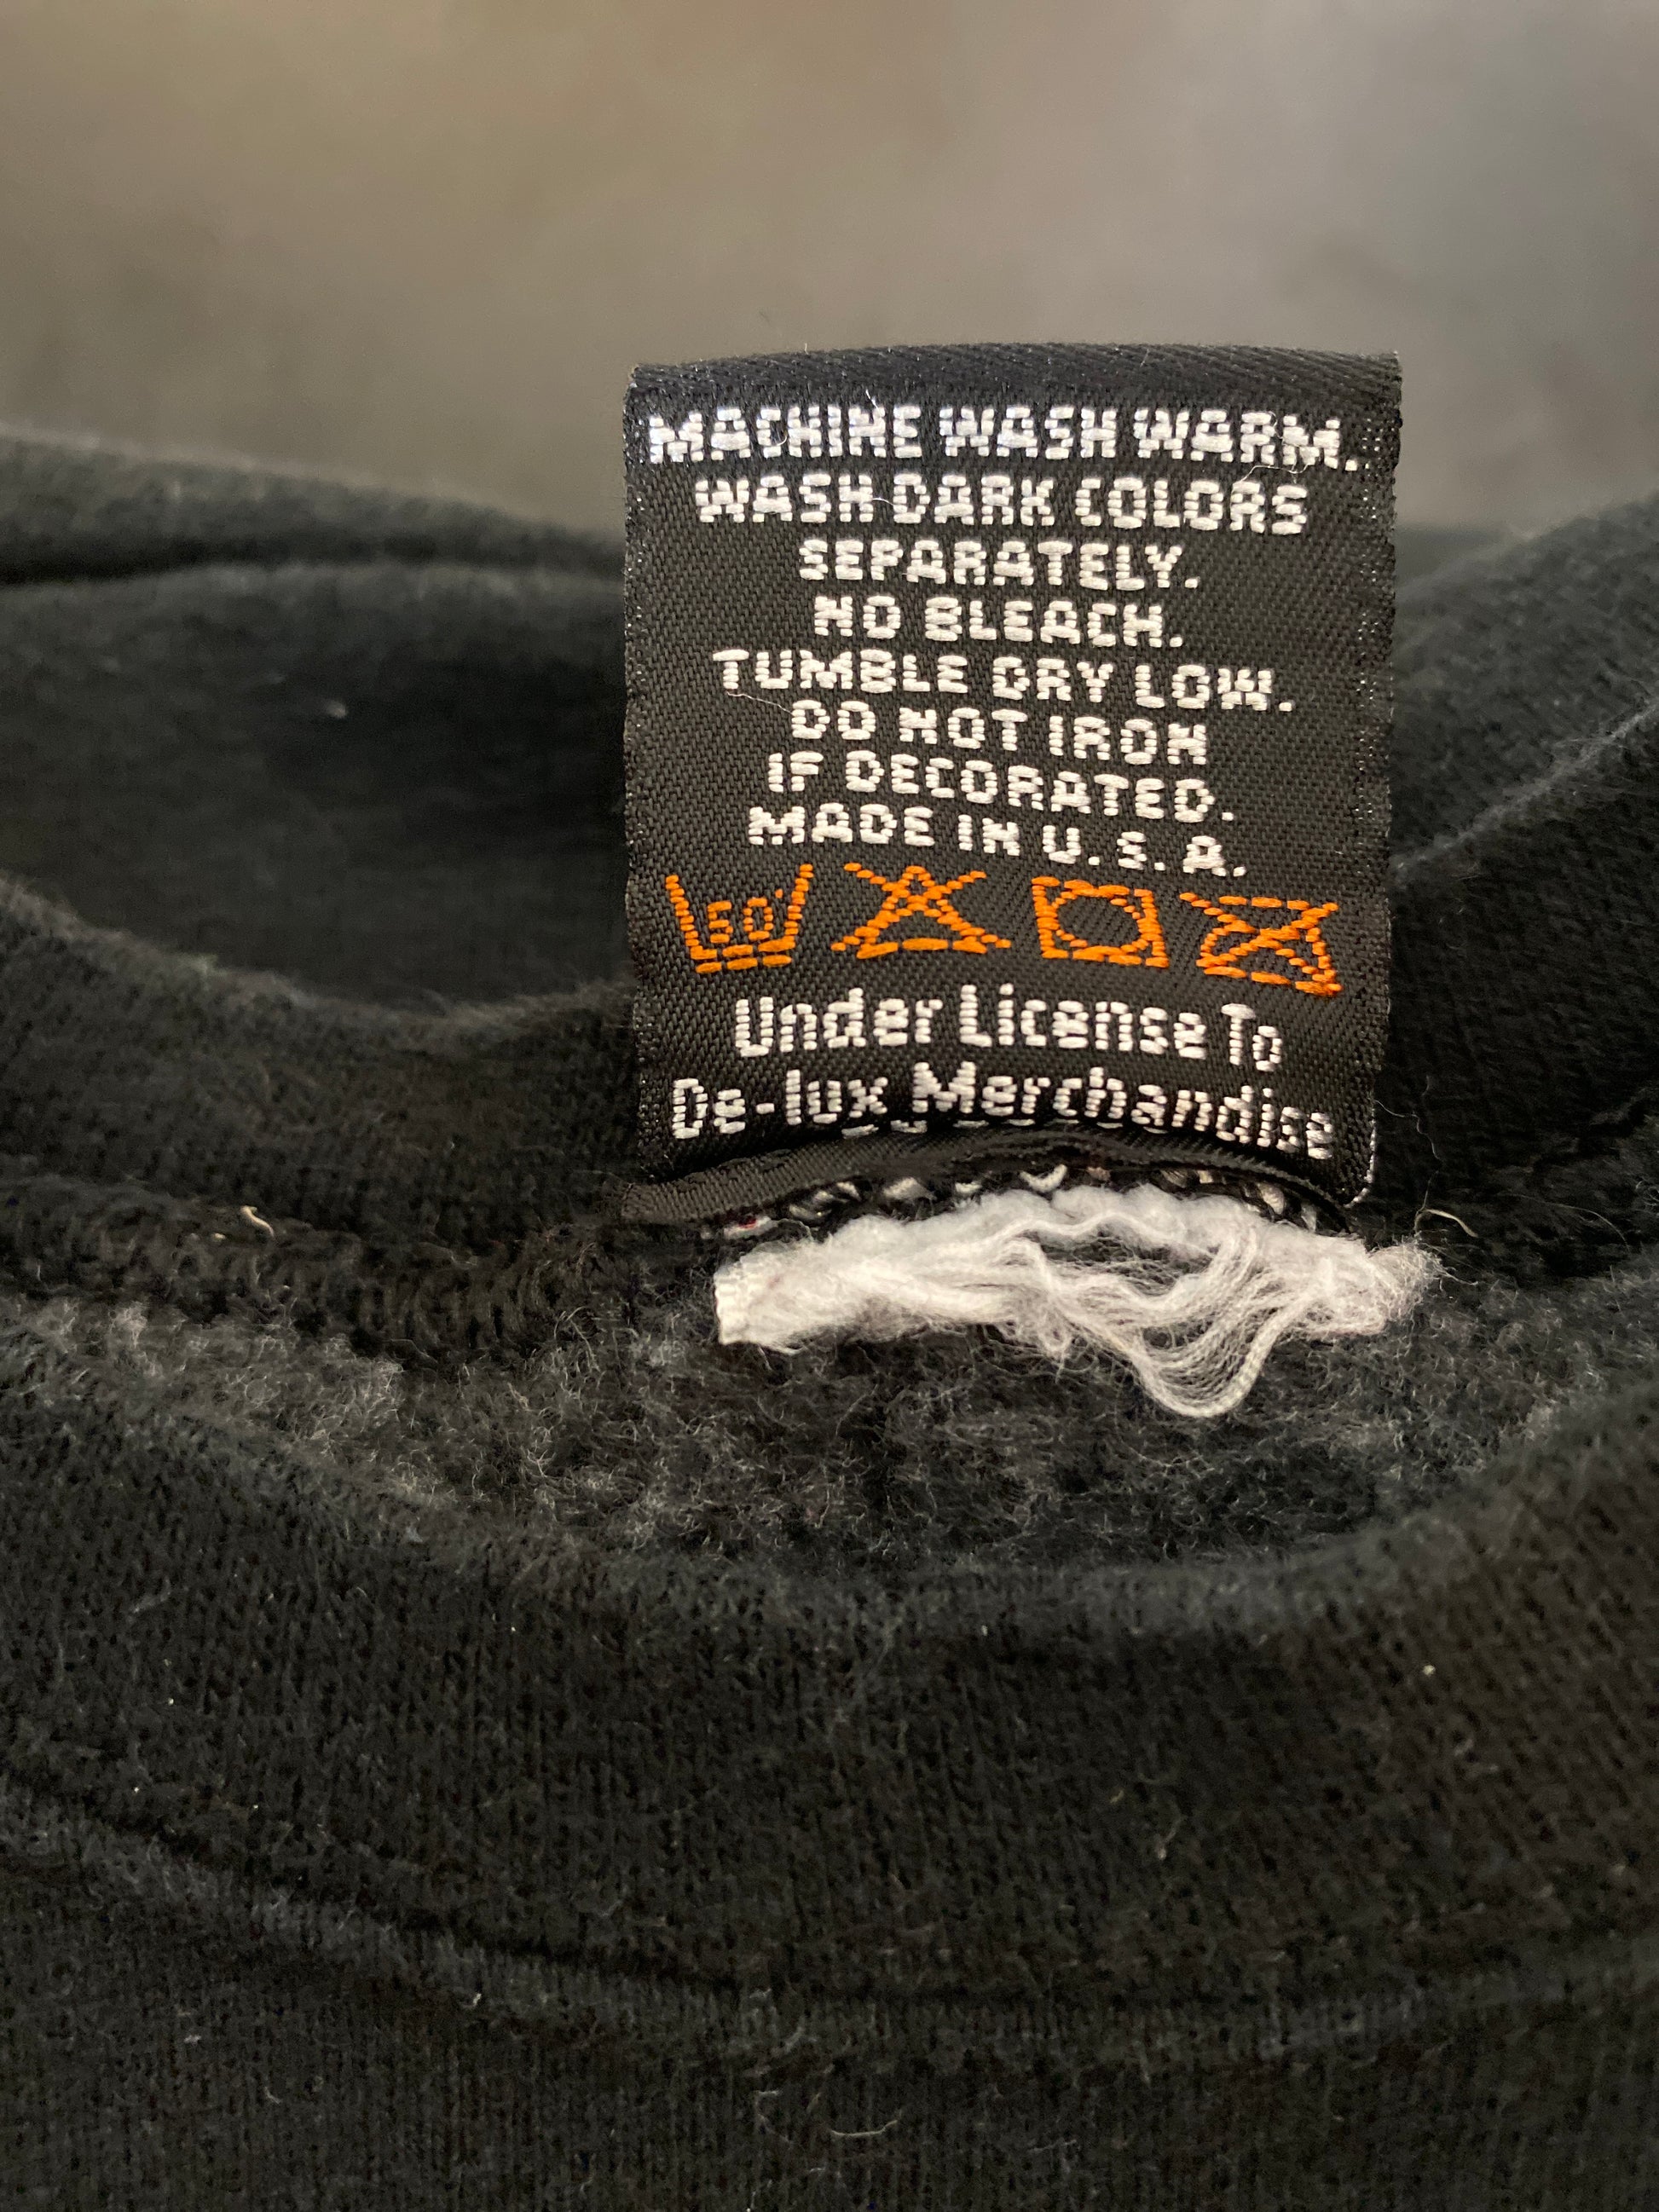 MACHINE WASH WARM.
WASH DARK COLORS
SEPARATELY.
NO BLEACH.
TUMBLE DRY LOW.
DO NOT IRON
IF DECORATED.
MADE IN U.S.A.
50°
Under License To
De-lux Merchandise